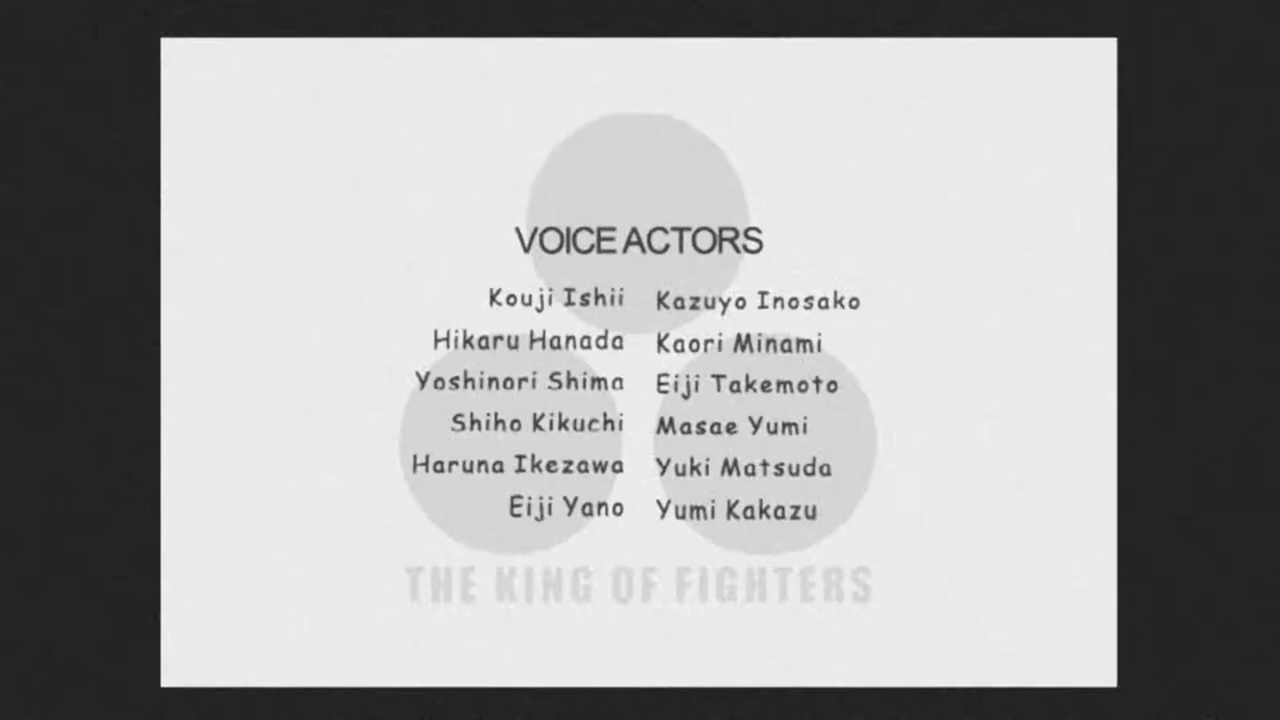 VOICE ACTORS
Kouji Ishii Kazuyo Inosako
Hikaru Hanada Kaori Minami
Yoshinori Shima Eiji Takemoto
Shiho Kikuchi Masae Yumi
Haruna Ikezawa Yuki Matsuda
Eiji Yano Yumi Kakazu
THE KING OF FIGHTERS